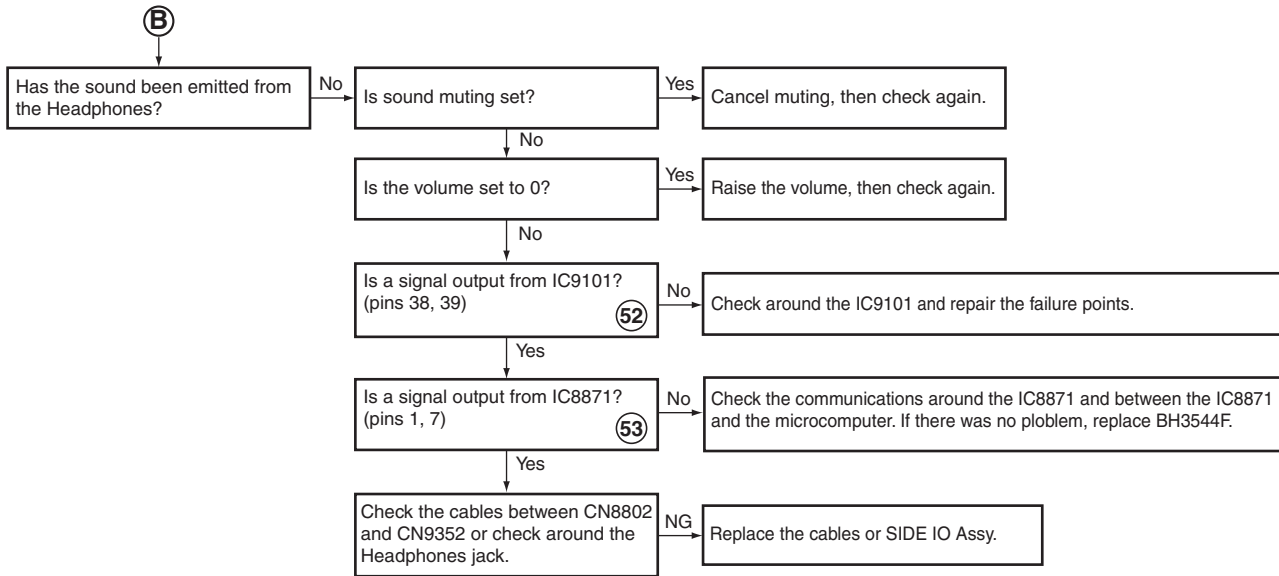 B
Has the sound been emitted from
the Headphones?
No
Is sound muting set?
Yes
Cancel muting, then check again.
No
Is the volume set to 0?
Yes
Raise the volume, then check again.
No
Is a signal output from IC9101?
(pins 38, 39)
52
No
Check around the IC9101 and repair the failure points.
Yes
Is a signal output from IC8871?
(pins 1, 7)
53
No
Check the communications around the IC8871 and between the IC8871
and the microcomputer. If there was no ploblem, replace BH3544F.
Yes
Check the cables between CN8802
and CN9352 or check around the
Headphones jack.
NG
Replace the cables or SIDE IO Assy.